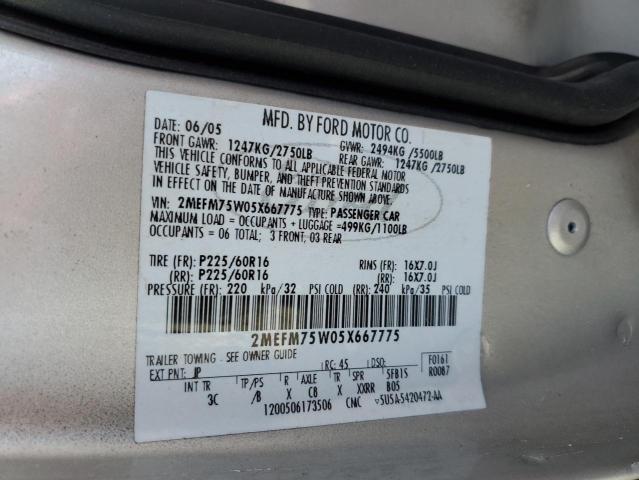 MFD. BY FORD MOTOR CO.
DATE: 06/05 GVWR: 2494KG/5500LB
FRONT GAWR: 1247KG/2750LB REAR GAWR: 1247KG/2750LB
THIS VEHICLE CONFORMS TO ALL APPLICABLE FEDERAL MOTOR
VEHICLE SAFETY, BUMPER, AND THEFT PREVENTION STANDARDS
IN EFFECT ON THE DATE OF MANUFACTURE SHOWN ABOVE.
VIN: 2MEFM75W05X667775 TYPE: PASSENGER CAR
MAXIMUM LOAD = OCCUPANTS + LUGGAGE =499KG/1100LB
OCCUPANTS = 06 TOTAL; 3 FRONT, 03 REAR
TIRE (FR): P225/60R16 RIMS (FR): 16X7.0J
(RR): P225/60R16 (RR): 16X7.0J
PRESSURE (FR): 220 kPa/32 PSI COLD (RR): 240 kPa/35 PSI COLD
2MEFM75W05X667775
TRAILER TOWING - SEE OWNER GUIDE
EXT PNT: JP RC: 45 DSO: F0161
INT TR TP/PS R AXLE TR SPR 5FB15 R0087
3C /B X C8 X XXRR B05
1200506173506 CNC ▽5U5A-5420472-AA